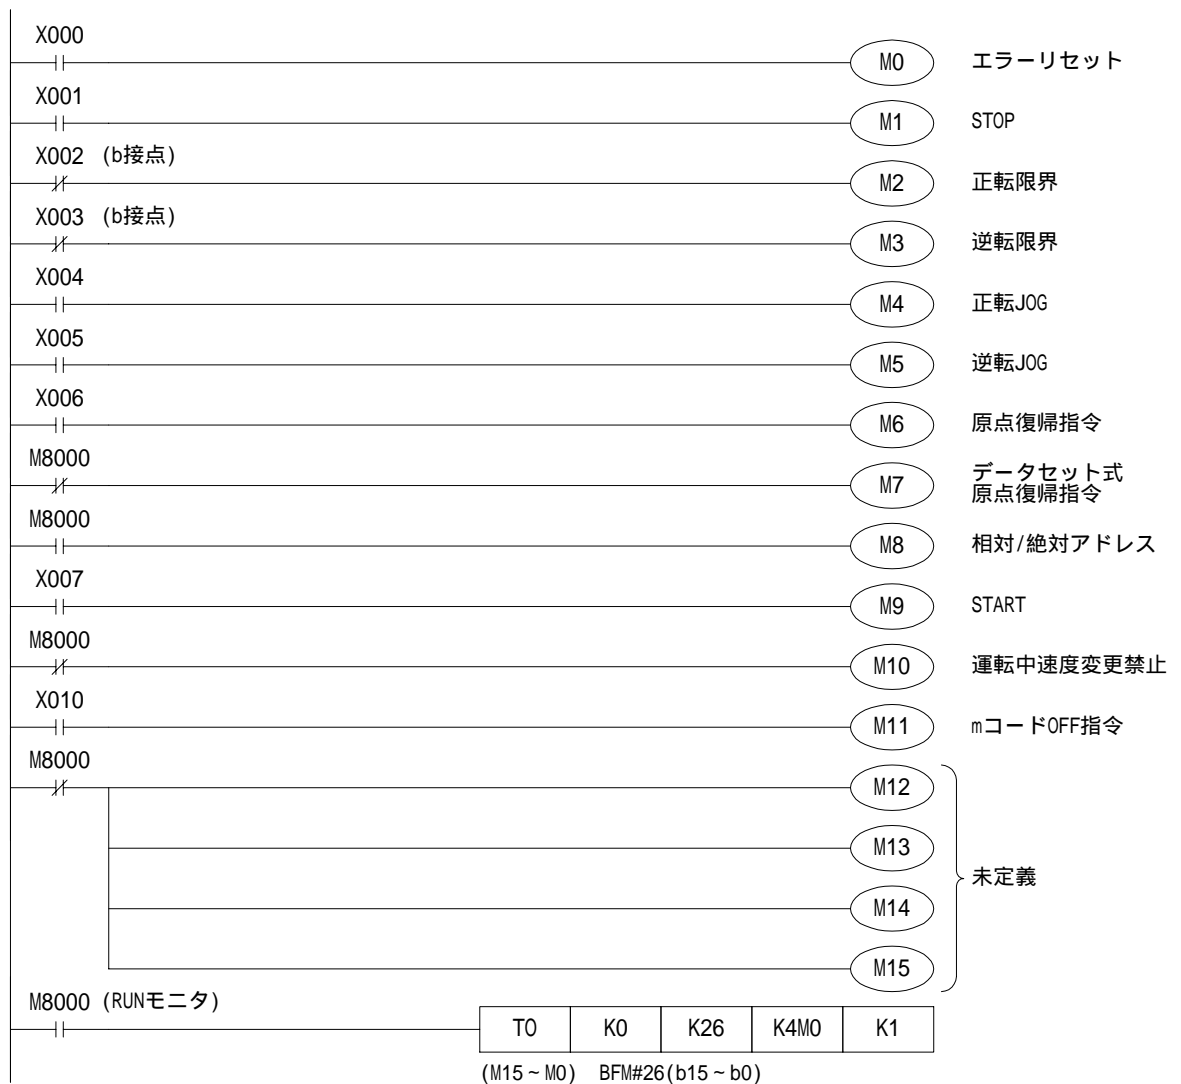 X000
M0 エラーリセット
X001
M1 STOP
X002 (b接点)
M2 正転限界
X003 (b接点)
M3 逆転限界
X004
M4 正転JOG
X005
M5 逆転JOG
X006
M6 原点復帰指令
M8000
M7 データセット式
原点復帰指令
M8000
M8 相対/絶対アドレス
X007
M9 START
M8000
M10 運転中速度変更禁止
X010
M11 mコードOFF指令
M8000
M12
M13
未定義
M14
M15
M8000 (RUNモニタ)
TO K0 K26 K4M0 K1
(M15～M0) BFM#26(b15～b0)